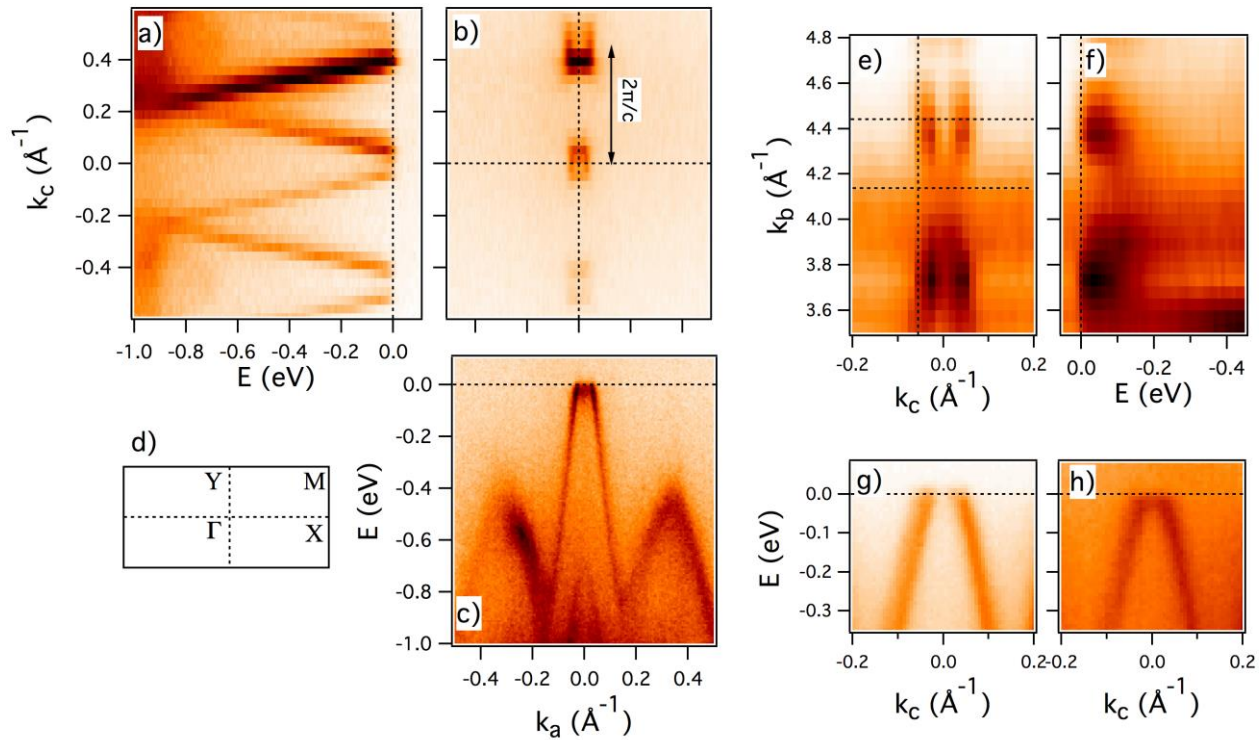 a)
b)
0.4
0.2
0.0
-0.2
-0.4
k_c (Å⁻¹)
-1.0 -0.8 -0.6 -0.4 -0.2 0.0
E (eV)
2π/c
c)
0.0
-0.2
-0.4
-0.6
-0.8
-1.0
E (eV)
-0.4 -0.2 0.0 0.2 0.4
k_a (Å⁻¹)
d)
Y M
Γ X
e)
f)
4.8
4.6
4.4
4.2
4.0
3.8
3.6
k_b (Å⁻¹)
-0.2 0.0 0.2
k_c (Å⁻¹)
0.0 -0.2 -0.4
E (eV)
g)
h)
0.0
-0.1
-0.2
-0.3
E (eV)
-0.2 0.0 0.2
k_c (Å⁻¹)
-0.2 0.0 0.2
k_c (Å⁻¹)